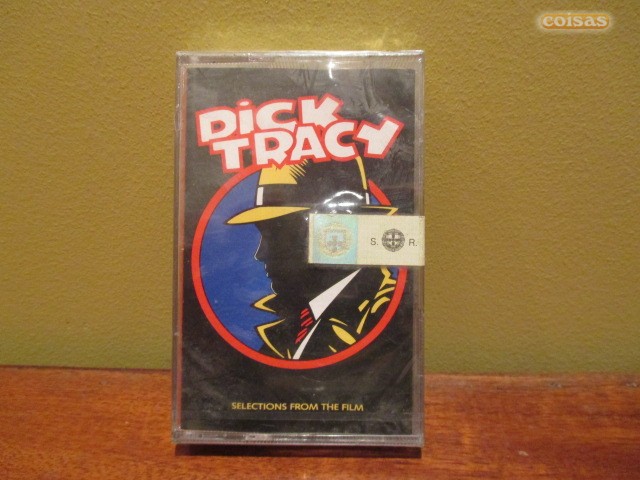 coisas
DICK
TRACY
S. R.
SELECTIONS FROM THE FILM